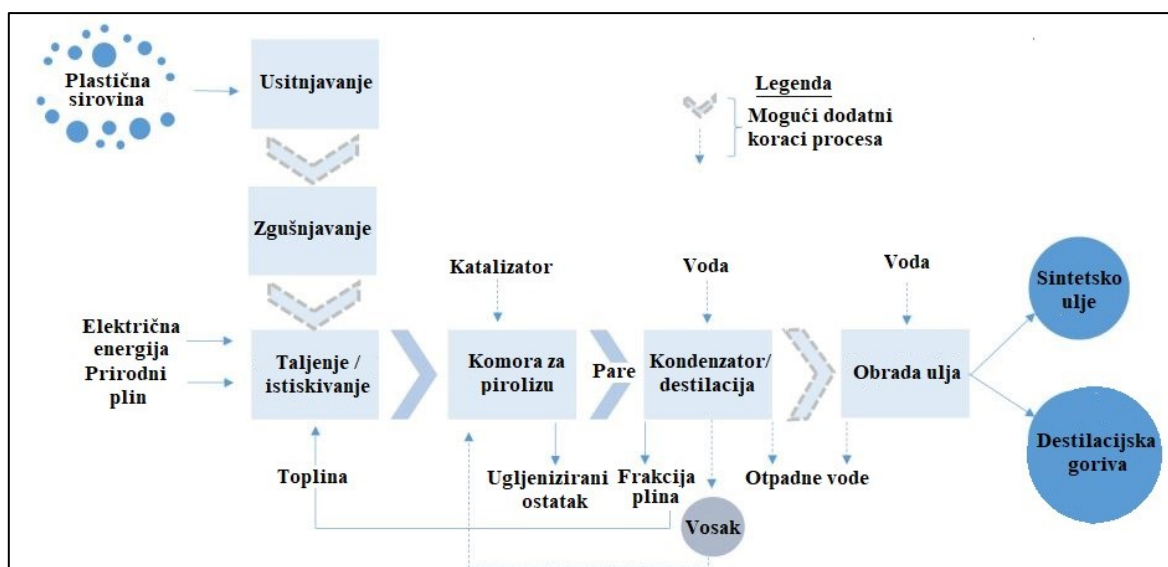 Plastična
sirovina
Usitnjavanje
Legenda
Mogući dodatni
koraci procesa
Zgušnjavanje
Katalizator
Voda
Voda
Sintetsko
ulje
Električna
energija
Prirodni
plin
Taljenje /
istiskivanje
Komora za
pirolizu
Pare
Kondenzator/
destilacija
Obrada ulja
Destilacijska
goriva
Toplina
Ugljenizirani
ostatak
Frakcija
plina
Otpadne vode
Vosak